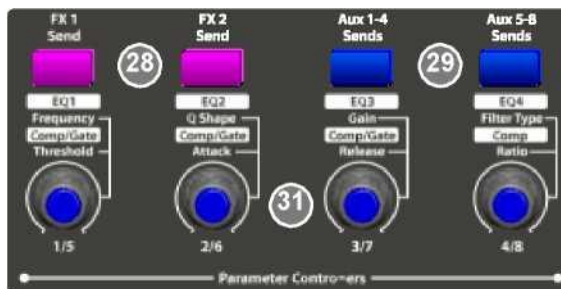 FX 1 FX 2 Aux 1-4 Aux 5-8
Send Send Sends Sends
28 29
EQ1 EQ2 EQ3 EQ4
Frequency Q Shape Gain Filter Type
Comp/Gate Comp/Gate Comp/Gate Comp
Threshold Attack Release Ratio
31
1/5 2/6 3/7 4/8
Parameter Controllers